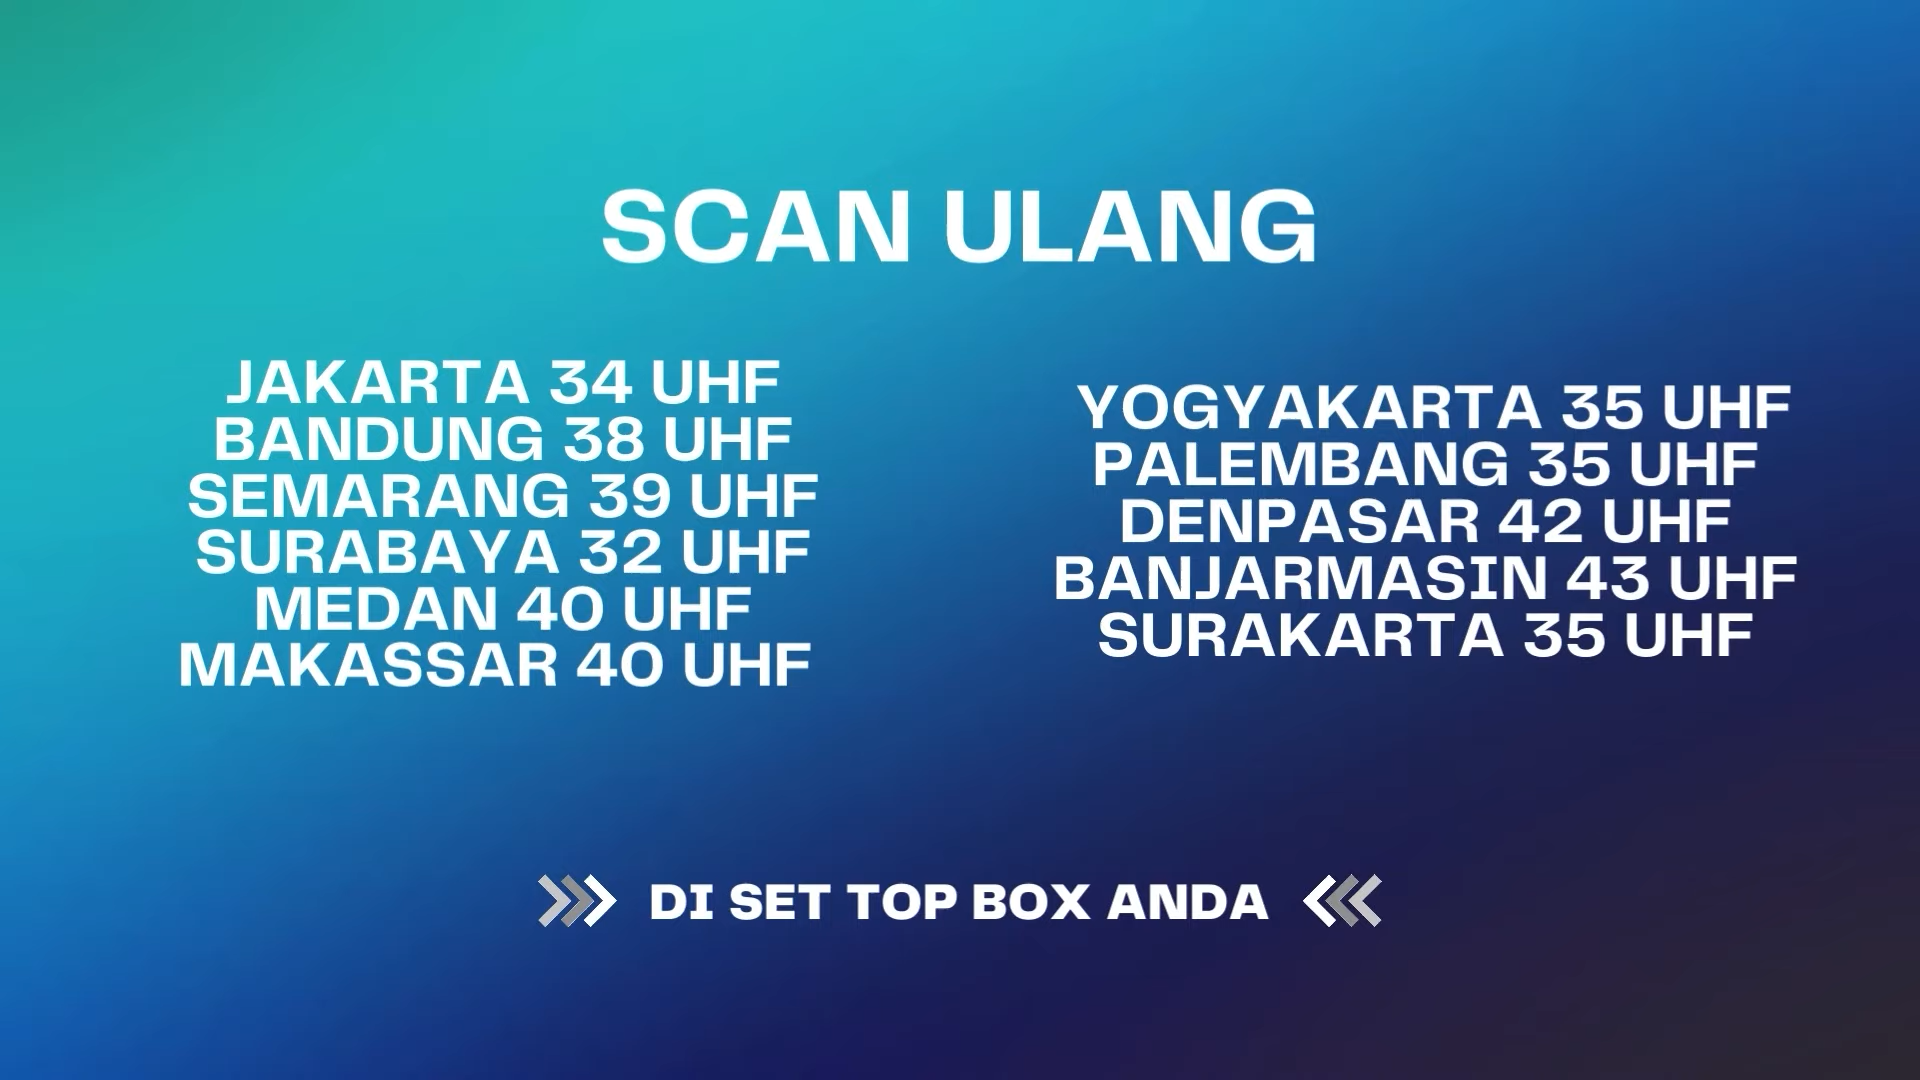 SCAN ULANG
JAKARTA 34 UHF
BANDUNG 38 UHF
SEMARANG 39 UHF
SURABAYA 32 UHF
MEDAN 40 UHF
MAKASSAR 40 UHF
YOGYAKARTA 35 UHF
PALEMBANG 35 UHF
DENPASAR 42 UHF
BANJARMASIN 43 UHF
SURAKARTA 35 UHF
DI SET TOP BOX ANDA